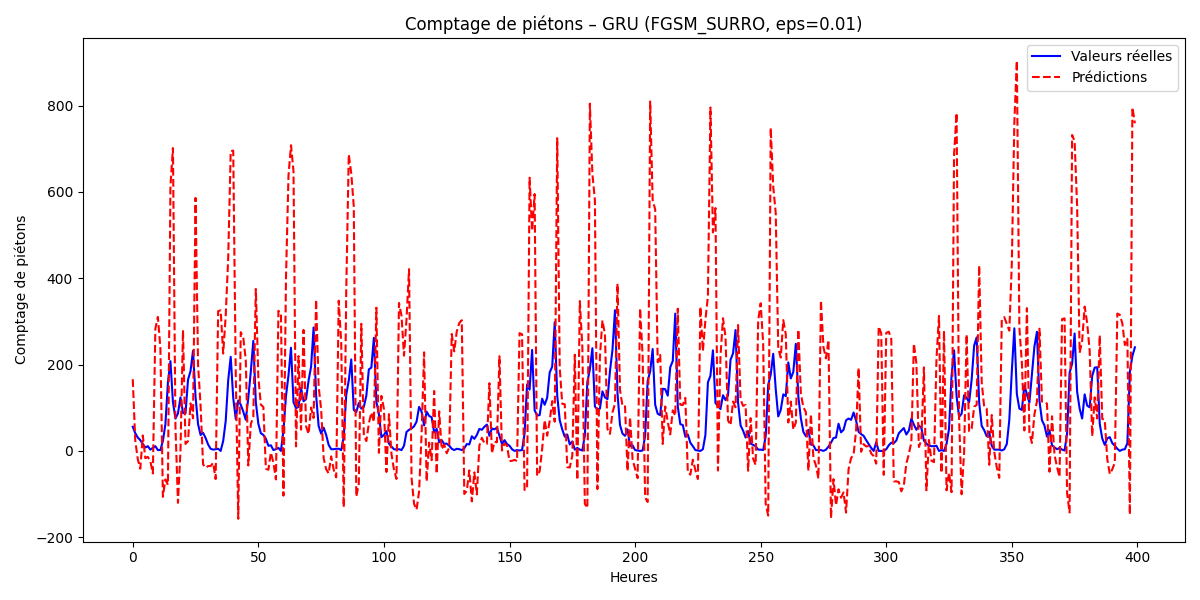 Comptage de piétons – GRU (FGSM_SURRO, eps=0.01)
Valeurs réelles
Prédictions
Comptage de piétons
800
600
400
200
0
−200
0 50 100 150 200 250 300 350 400
Heures